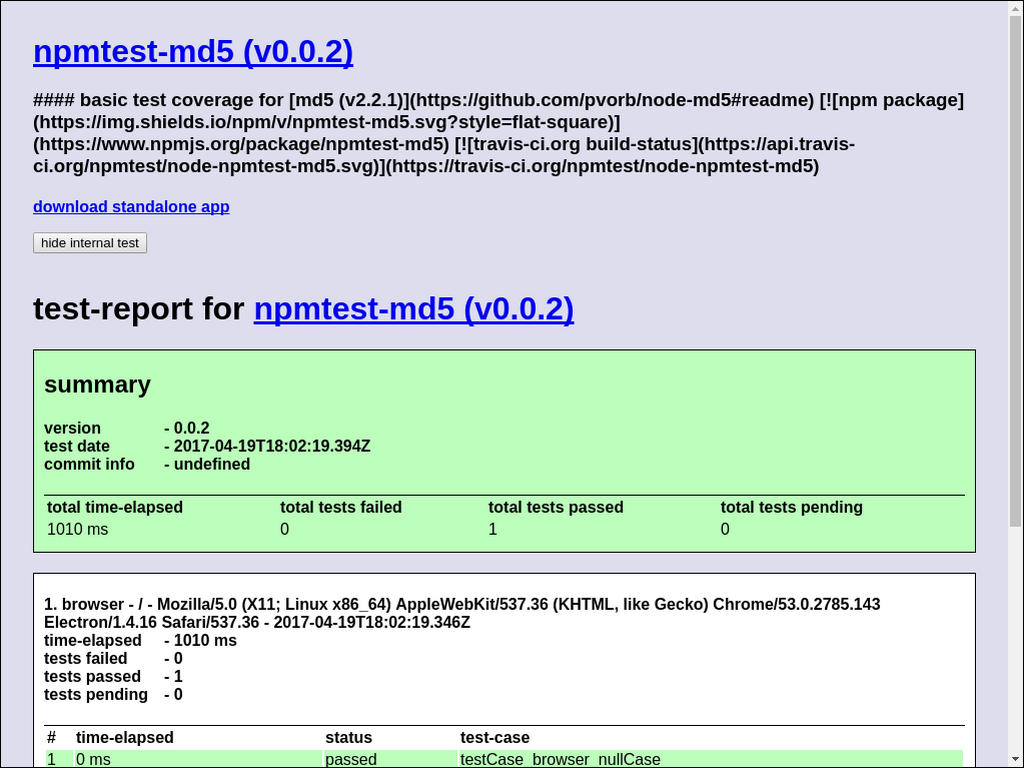 npmtest-md5 (v0.0.2)
#### basic test coverage for [md5 (v2.2.1)](https://github.com/pvorb/node-md5#readme) [![npm package]
(https://img.shields.io/npm/v/npmtest-md5.svg?style=flat-square)]
(https://www.npmjs.org/package/npmtest-md5) [![travis-ci.org build-status](https://api.travis-
ci.org/npmtest/node-npmtest-md5.svg)](https://travis-ci.org/npmtest/node-npmtest-md5)
download standalone app
hide internal test
test-report for npmtest-md5 (v0.0.2)
summary
version - 0.0.2
test date - 2017-04-19T18:02:19.394Z
commit info - undefined
total time-elapsed total tests failed total tests passed total tests pending
1010 ms 0 1 0
1. browser - / - Mozilla/5.0 (X11; Linux x86_64) AppleWebKit/537.36 (KHTML, like Gecko) Chrome/53.0.2785.143
Electron/1.4.16 Safari/537.36 - 2017-04-19T18:02:19.346Z
time-elapsed - 1010 ms
tests failed - 0
tests passed - 1
tests pending - 0
# time-elapsed status test-case
1 0 ms passed testCase_browser_nullCase